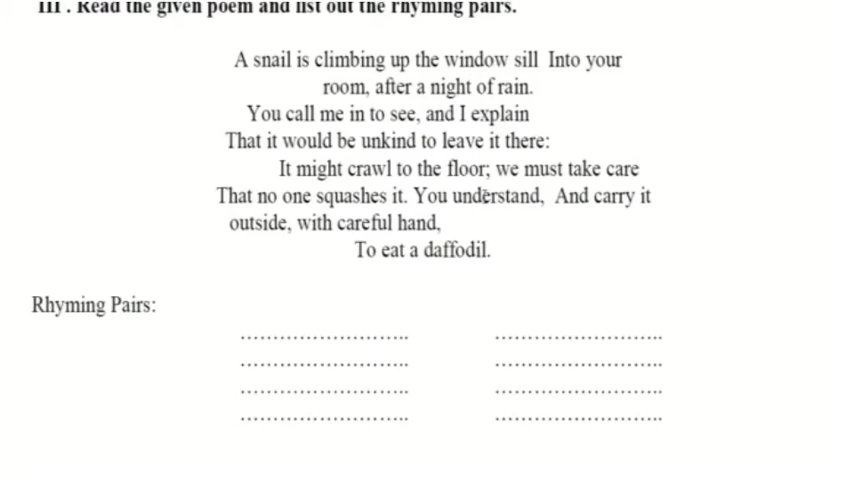 III . Read the given poem and list out the rhyming pairs.
A snail is climbing up the window sill Into your
room, after a night of rain.
You call me in to see, and I explain
That it would be unkind to leave it there:
It might crawl to the floor; we must take care
That no one squashes it. You understand, And carry it
outside, with careful hand,
To eat a daffodil.
Rhyming Pairs:
............................ ............................
............................ ............................
............................ ............................
............................ ............................